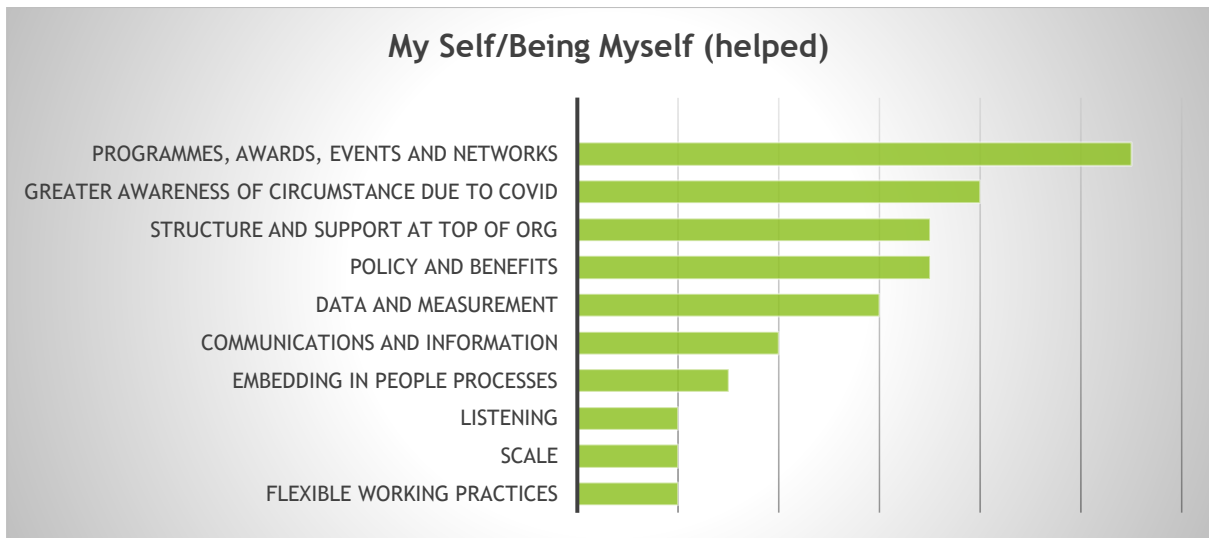 My Self/Being Myself (helped)
PROGRAMMES, AWARDS, EVENTS AND NETWORKS
GREATER AWARENESS OF CIRCUMSTANCE DUE TO COVID
STRUCTURE AND SUPPORT AT TOP OF ORG
POLICY AND BENEFITS
DATA AND MEASUREMENT
COMMUNICATIONS AND INFORMATION
EMBEDDING IN PEOPLE PROCESSES
LISTENING
SCALE
FLEXIBLE WORKING PRACTICES